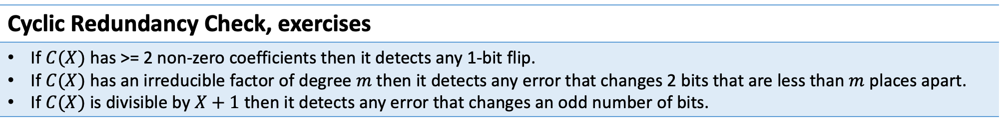 Cyclic Redundancy Check, exercises
• If C(X) has >= 2 non-zero coefficients then it detects any 1-bit flip.
• If C(X) has an irreducible factor of degree m then it detects any error that changes 2 bits that are less than m places apart.
• If C(X) is divisible by X + 1 then it detects any error that changes an odd number of bits.